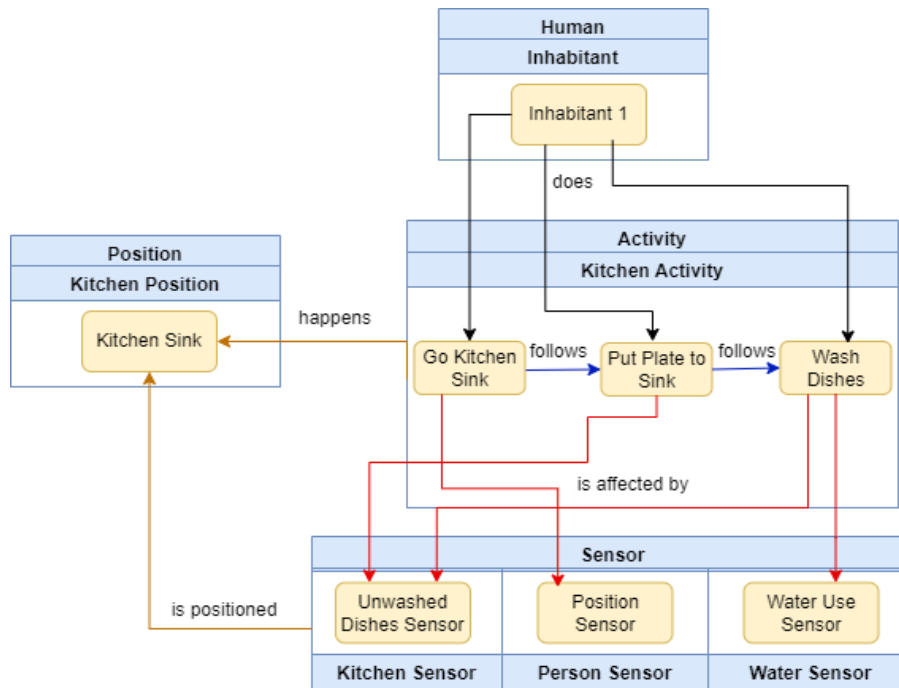 Human
Inhabitant
Inhabitant 1
does
Activity
Kitchen Activity
Position
Kitchen Position
Kitchen Sink
happens
Go Kitchen
Sink
follows
Put Plate to
Sink
follows
Wash
Dishes
is affected by
Sensor
Unwashed
Dishes Sensor
Position
Sensor
Water Use
Sensor
is positioned
Kitchen Sensor
Person Sensor
Water Sensor